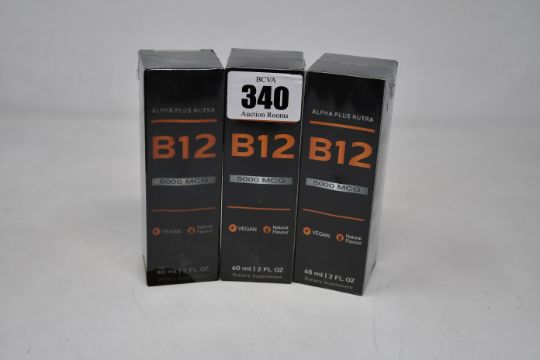 ALPHA PLUS NUTRA
B12
5000 MCG
VEGAN
Natural
Flavour
60 ml | 2 FL OZ
Dietary Supplement
BCVA
340
Auction Rooms
B12
5000 MCG
VEGAN
Natural
Flavour
60 ml | 2 FL OZ
Dietary Supplement
ALPHA PLUS NUTRA
B12
5000 MCG
VEGAN
Natural
Flavour
60 ml | 2 FL OZ
Dietary Supplement